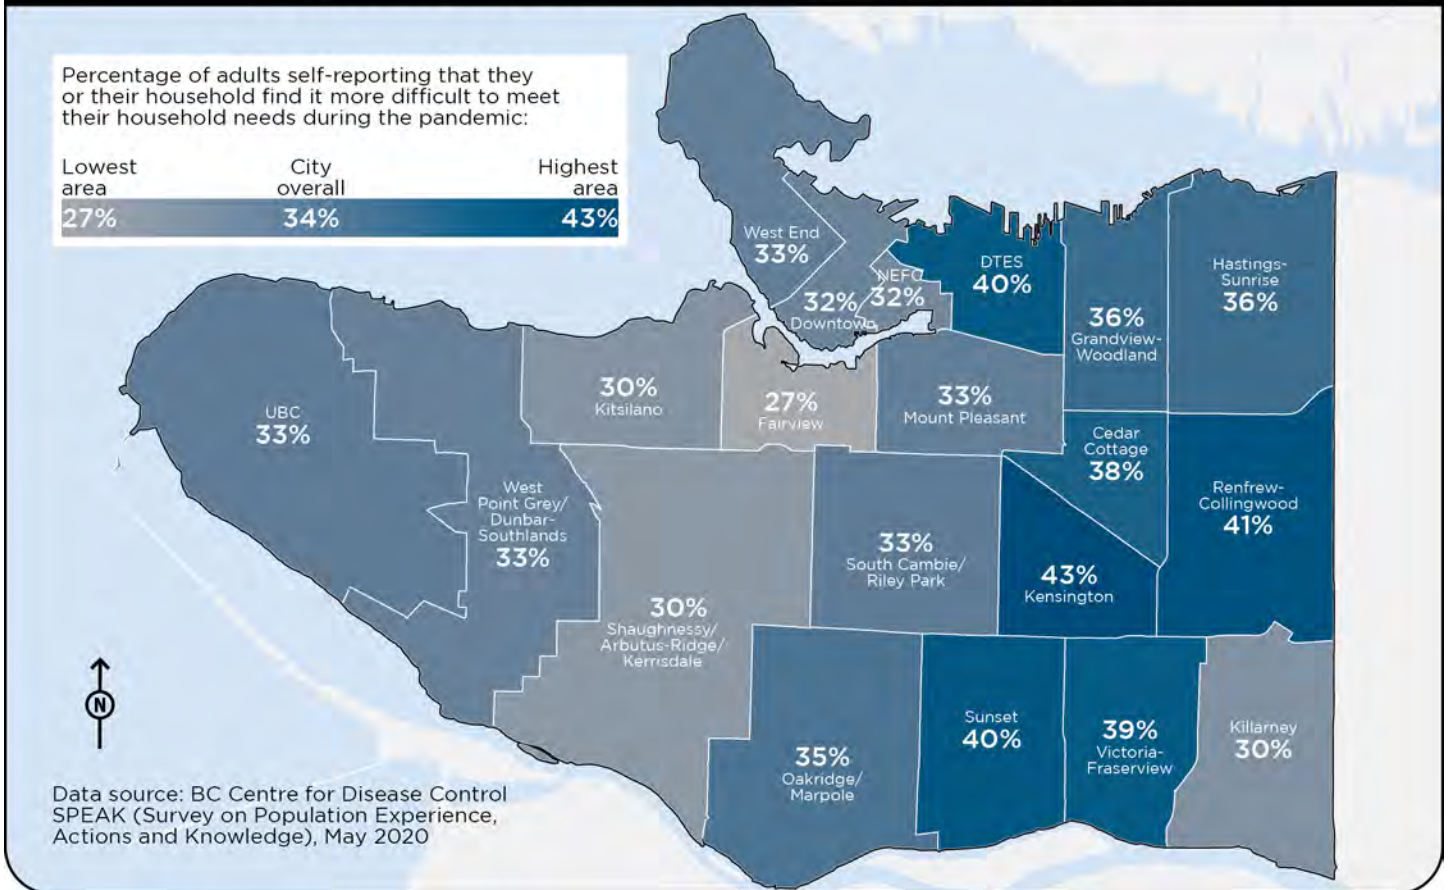 Percentage of adults self-reporting that they
or their household find it more difficult to meet
their household needs during the pandemic:
Lowest
area
City
overall
Highest
area
27%
34%
43%
West End
33%
NEFC
32%
32%
Downtown
DTES
40%
36%
Grandview-
Woodland
Hastings-
Sunrise
36%
UBC
33%
30%
Kitsilano
27%
Fairview
33%
Mount Pleasant
Cedar
Cottage
38%
West
Point Grey/
Dunbar-
Southlands
33%
Renfrew-
Collingwood
41%
33%
South Cambie/
Riley Park
43%
Kensington
30%
Shaughnessy/
Arbutus-Ridge/
Kerrisdale
35%
Oakridge/
Marpole
Sunset
40%
39%
Victoria-
Fraserview
Killarney
30%
N
Data source: BC Centre for Disease Control
SPEAK (Survey on Population Experience,
Actions and Knowledge), May 2020